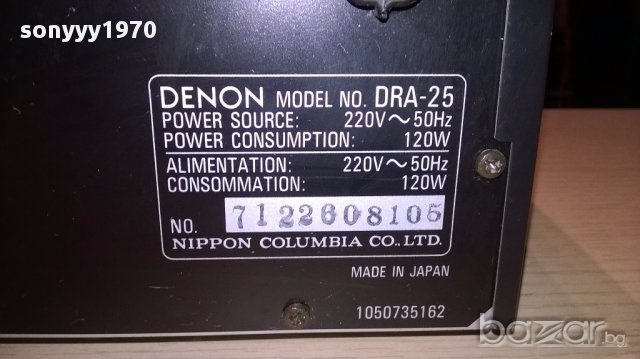 sonyyy1970
DENON MODEL NO. DRA-25
POWER SOURCE: 220V～50Hz
POWER CONSUMPTION: 120W
ALIMENTATION: 220V～50Hz
CONSOMMATION: 120W
NO. 7122608105
NIPPON COLUMBIA CO., LTD.
MADE IN JAPAN
1050735162
bazar.bg